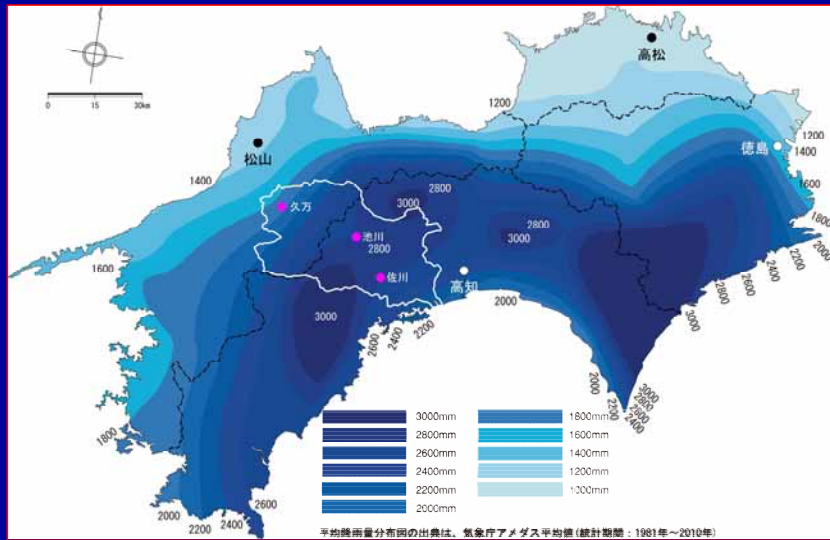 0 15 30km
高松
1200
1200
1400
徳島
松山
1400
1600
2800
3000
1800
久万
2000
池川
2800
2800
3000
2400
1600
佐川
高知
2600
2800
3000
2000
3000
2200
2400
2600
2000
2200
3000
2800
2600
2400
1800
2600
2400
2200
2000
3000mm
2800mm
2600mm
2400mm
2200mm
2000mm
1800mm
1600mm
1400mm
1200mm
1000mm
平均降雨量分布図の出典は、気象庁アメダス平均値(統計期間:1981年～2010年)